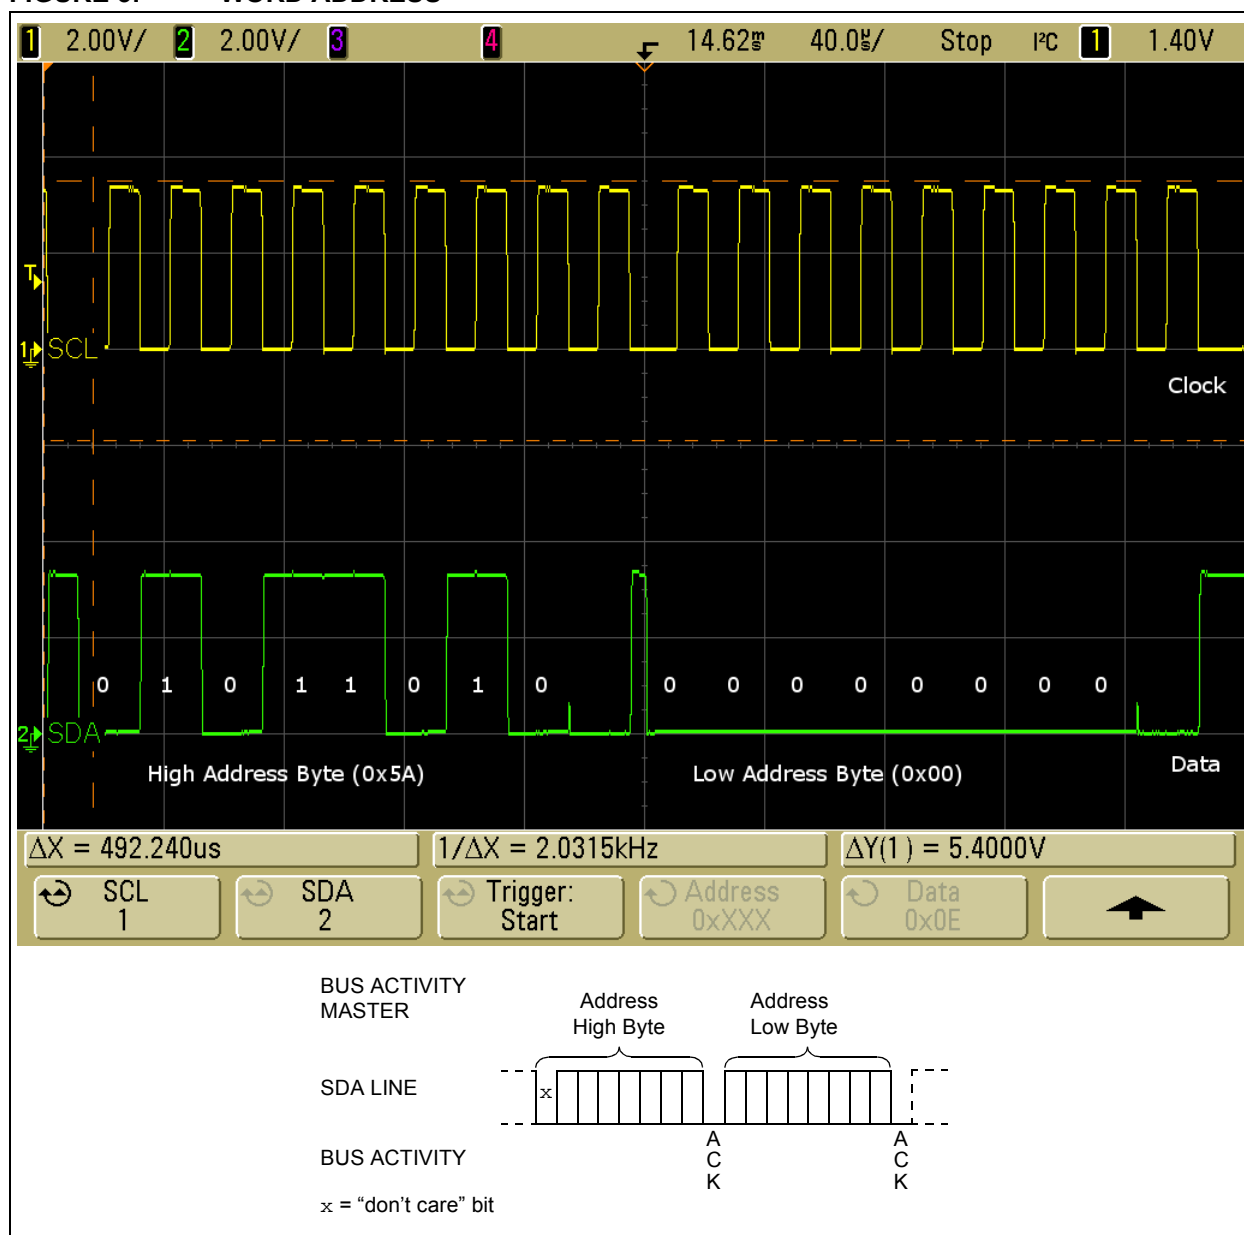 FIGURE 6: WORD ADDRESS
1 2.00V/ 2 2.00V/ 3 4 14.62ms 40.0us/ Stop I²C 1 1.40V
T
1 SCL
Clock
0 1 0 1 1 0 1 0 0 0 0 0 0 0 0 0
2 SDA
High Address Byte (0x5A) Low Address Byte (0x00) Data
ΔX = 492.240us 1/ΔX = 2.0315kHz ΔY(1) = 5.4000V
SCL SDA Trigger: Address Data
1 2 Start 0xXXX 0x0E
BUS ACTIVITY
MASTER
Address Address
High Byte Low Byte
SDA LINE
x
A A
BUS ACTIVITY C C
K K
x = “don’t care” bit